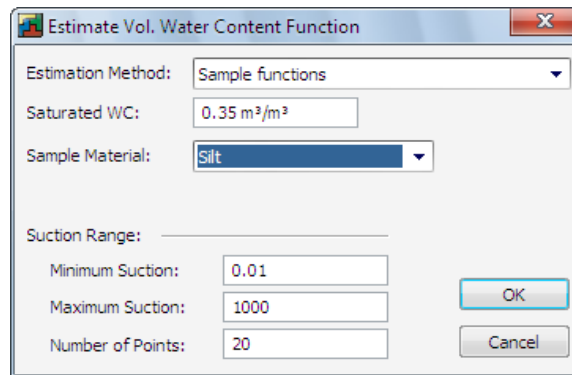 Estimate Vol. Water Content Function
Estimation Method: Sample functions
Saturated WC: 0.35 m³/m³
Sample Material: Silt
Suction Range:
Minimum Suction: 0.01
Maximum Suction: 1000
OK
Number of Points: 20
Cancel